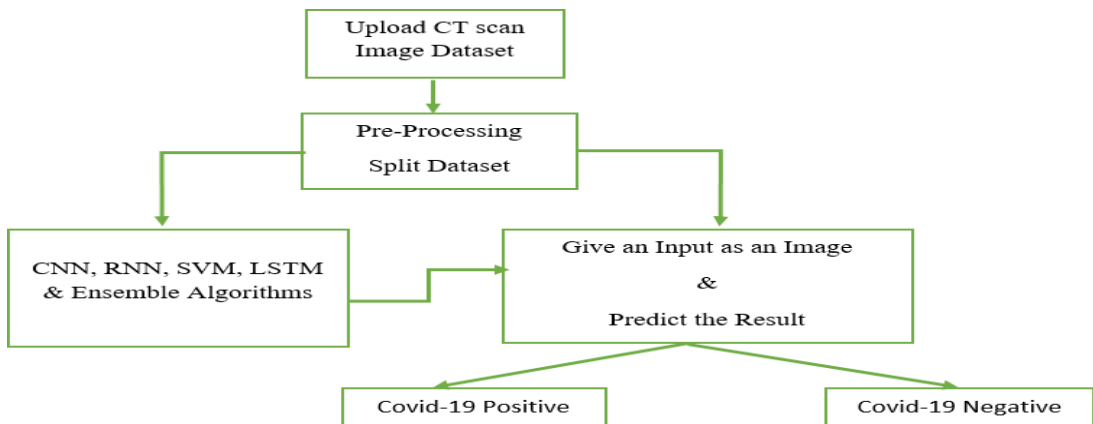 Upload CT scan
Image Dataset
Pre-Processing
Split Dataset
CNN, RNN, SVM, LSTM
& Ensemble Algorithms
Give an Input as an Image
&
Predict the Result
Covid-19 Positive
Covid-19 Negative